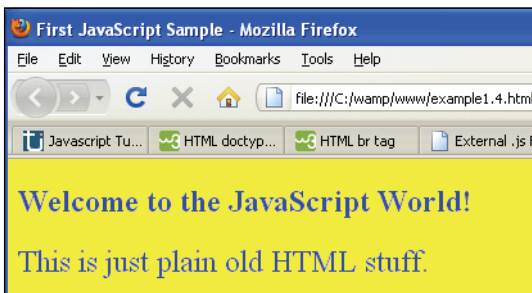 First JavaScript Sample - Mozilla Firefox
File Edit View History Bookmarks Tools Help
file:///C:/wamp/www/example1.4.html
Javascript Tu... HTML doctyp... HTML br tag External .js
Welcome to the JavaScript World!
This is just plain old HTML stuff.